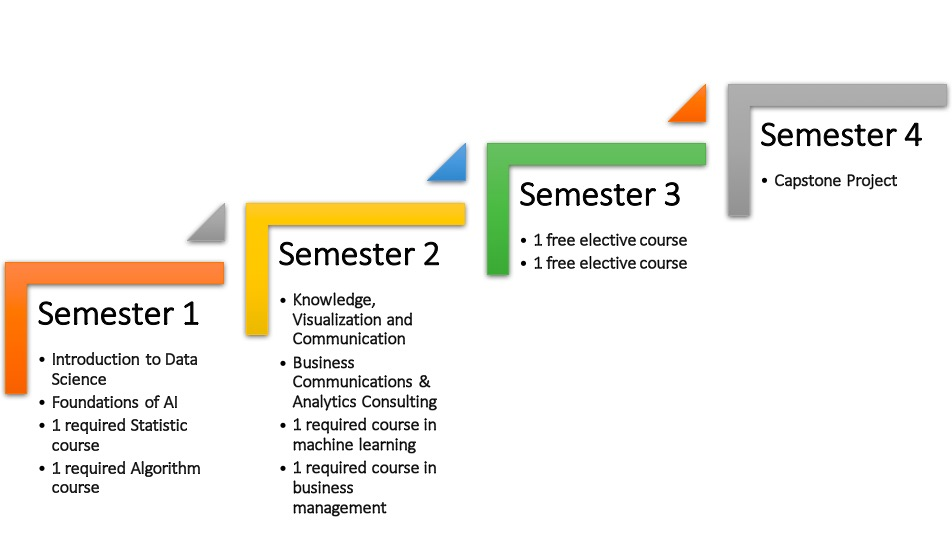 Semester 1
• Introduction to Data
Science
• Foundations of AI
• 1 required Statistic
course
• 1 required Algorithm
course
Semester 2
• Knowledge,
Visualization and
Communication
• Business
Communications &
Analytics Consulting
• 1 required course in
machine learning
• 1 required course in
business
management
Semester 3
• 1 free elective course
• 1 free elective course
Semester 4
• Capstone Project